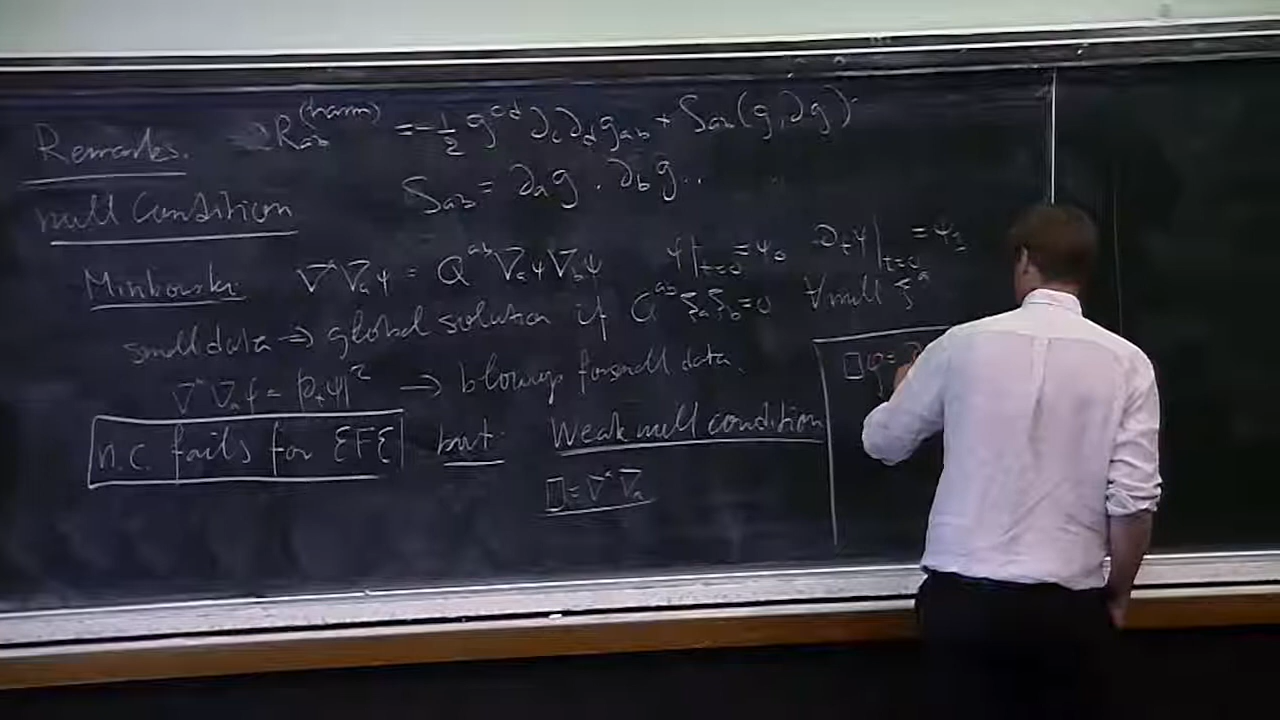 Remarks. R_ab^(harm) = -1/2 g^cd ∂_c ∂_d g_ab + S_ab(g, ∂g)
S_ab = ∂_a g · ∂_b g ..
null Condition
Minkowski: ∇^a ∇_a ψ = Q^ab ∇_a ψ ∇_b ψ ψ|_t=0 = ψ_0 ∂_t ψ|_t=0 = ψ_1
small data ⇒ global solution if Q^ab ξ_a ξ_b = 0 ∀ null ξ^a
∇^a ∇_a ψ = |∂_t ψ|^2 → blowup for small data.
n.c. fails for EFE but: Weak null condition
□ = ∇^a ∇_a
□φ =